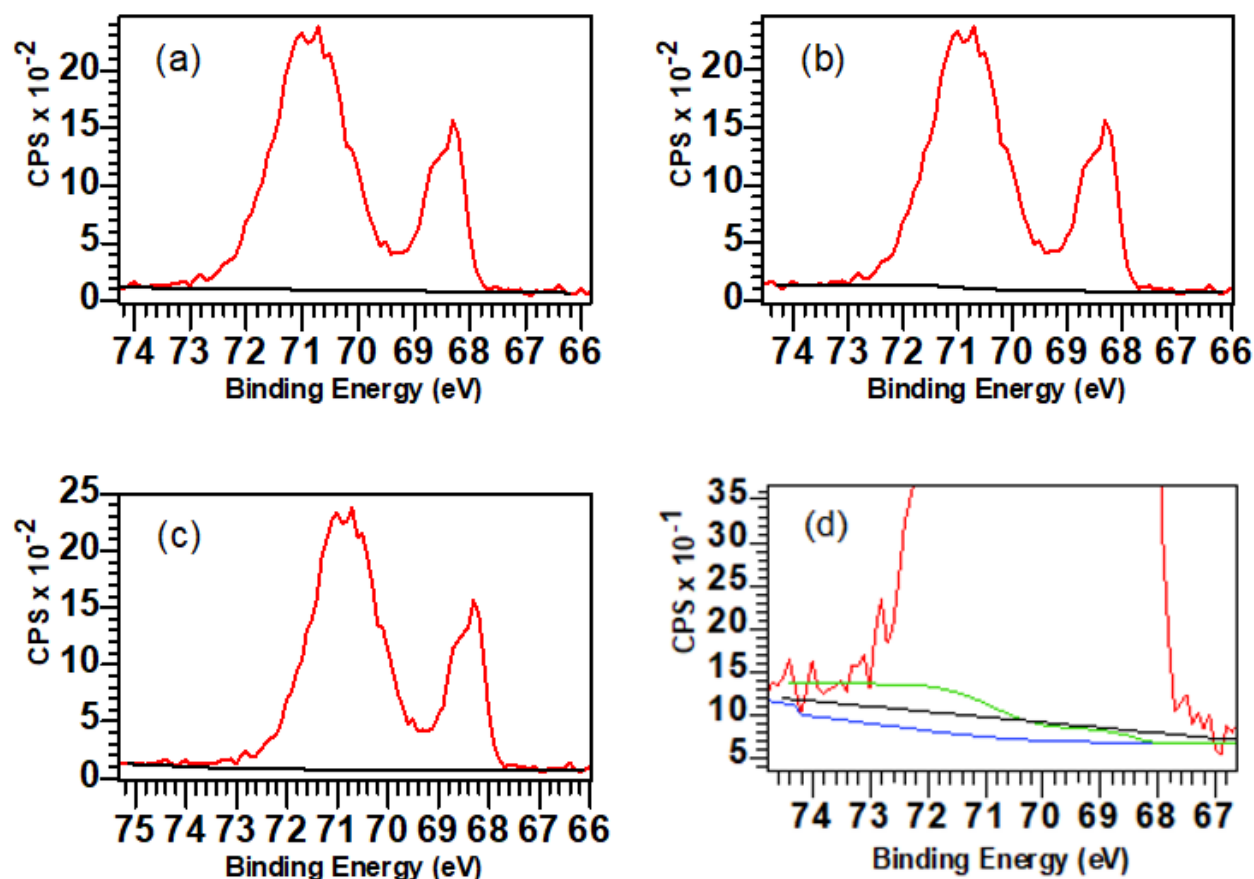 (a)
CPS x 10⁻²
20
15
10
5
0
74 73 72 71 70 69 68 67 66
Binding Energy (eV)
(b)
CPS x 10⁻²
20
15
10
5
0
74 73 72 71 70 69 68 67 66
Binding Energy (eV)
(c)
CPS x 10⁻²
25
20
15
10
5
0
75 74 73 72 71 70 69 68 67 66
Binding Energy (eV)
(d)
CPS x 10⁻¹
35
30
25
20
15
10
5
74 73 72 71 70 69 68 67
Binding Energy (eV)